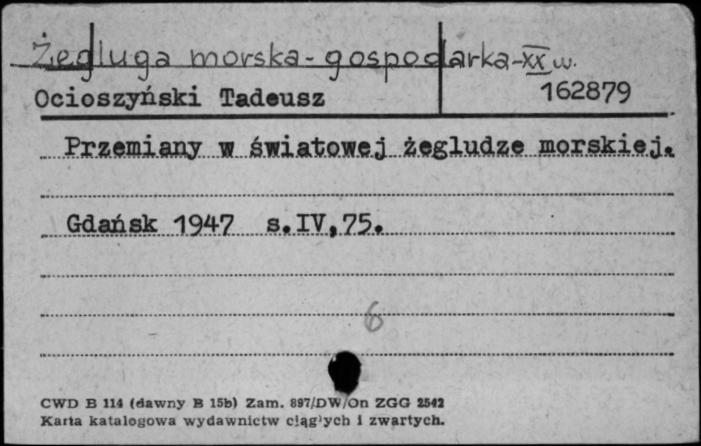 Żegluga morska - gospodarka - XX w.
Ocioszyński Tadeusz 162879
Przemiany w światowej żegludze morskiej.
Gdańsk 1947 s.IV,75.
6
CWD B 114 (dawny B 15b) Zam. 897/DW/On ZGG 2542
Karta katalogowa wydawnictw ciągłych i zwartych.